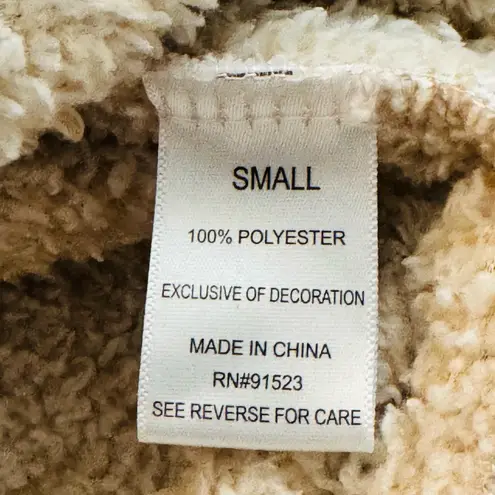 SMALL
100% POLYESTER
EXCLUSIVE OF DECORATION
MADE IN CHINA
RN#91523
SEE REVERSE FOR CARE